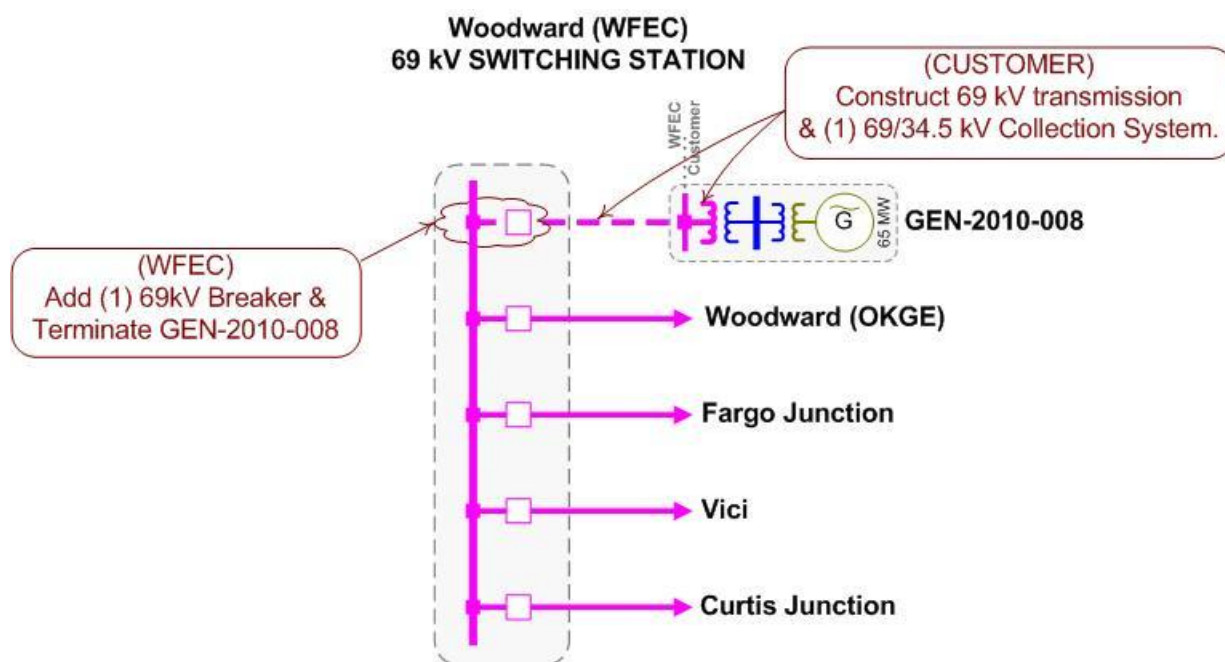 Woodward (WFEC)
69 kV SWITCHING STATION
(CUSTOMER)
Construct 69 kV transmission
& (1) 69/34.5 kV Collection System.
WFEC
Customer
G
65 MW
GEN-2010-008
(WFEC)
Add (1) 69kV Breaker &
Terminate GEN-2010-008
Woodward (OKGE)
Fargo Junction
Vici
Curtis Junction